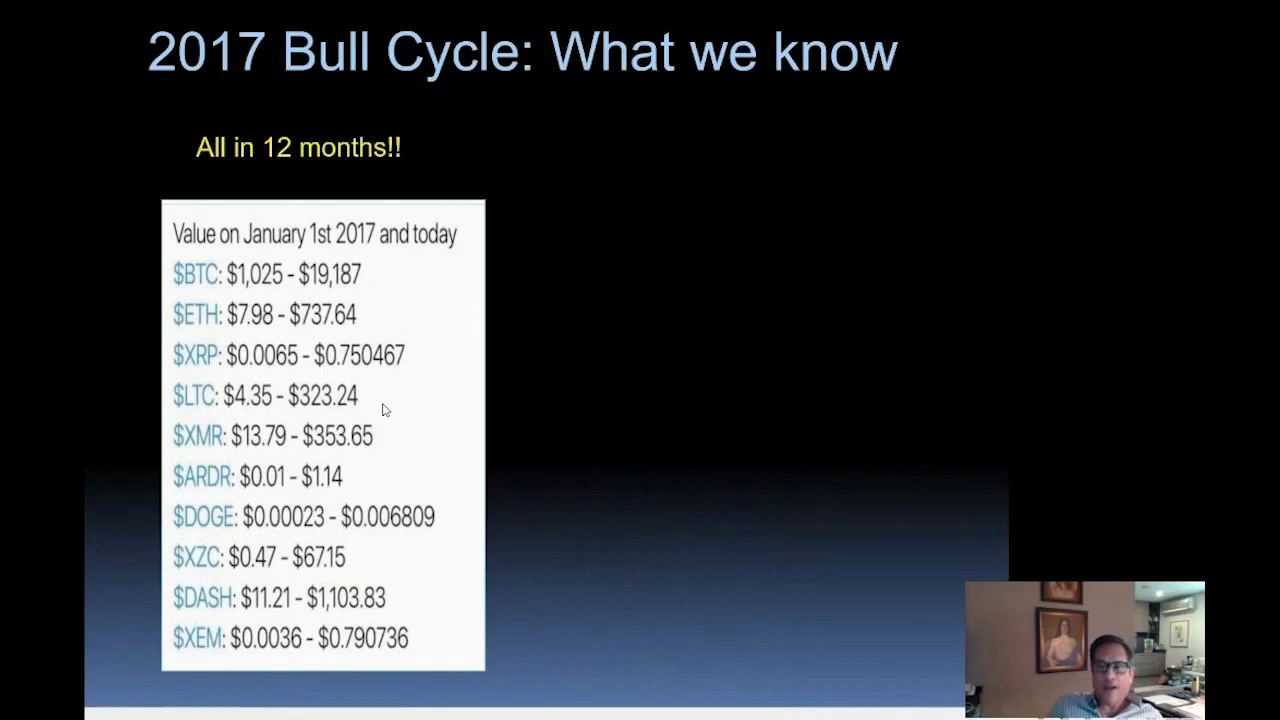 2017 Bull Cycle: What we know
All in 12 months!!
Value on January 1st 2017 and today
$BTC: $1,025 - $19,187
$ETH: $7.98 - $737.64
$XRP: $0.0065 - $0.750467
$LTC: $4.35 - $323.24
$XMR: $13.79 - $353.65
$ARDR: $0.01 - $1.14
$DOGE: $0.00023 - $0.006809
$XZC: $0.47 - $67.15
$DASH: $11.21 - $1,103.83
$XEM: $0.0036 - $0.790736